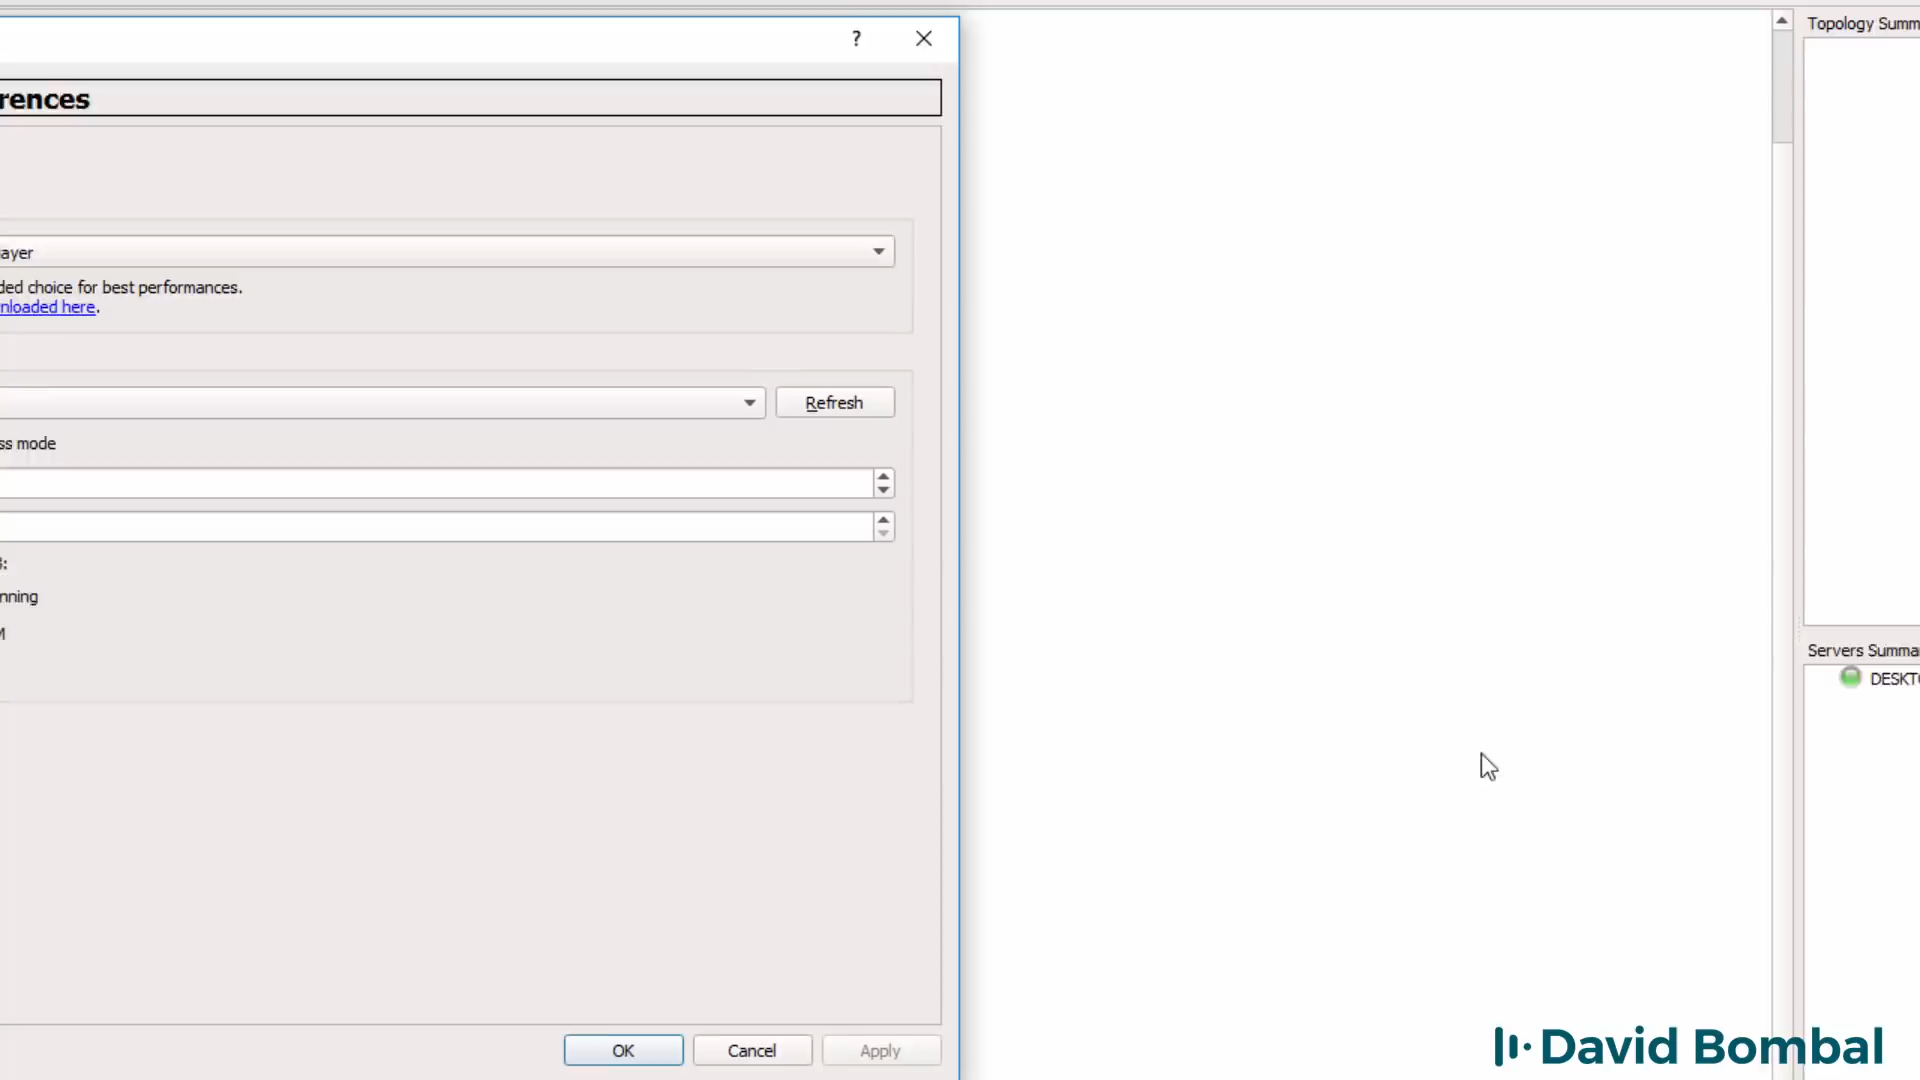 ?
Topology Summ
rences
ayer
ded choice for best performances.
nloaded here.
Refresh
ss mode
:
nning
M
Servers Summa
DESKT
OK
Cancel
Apply
David Bombal